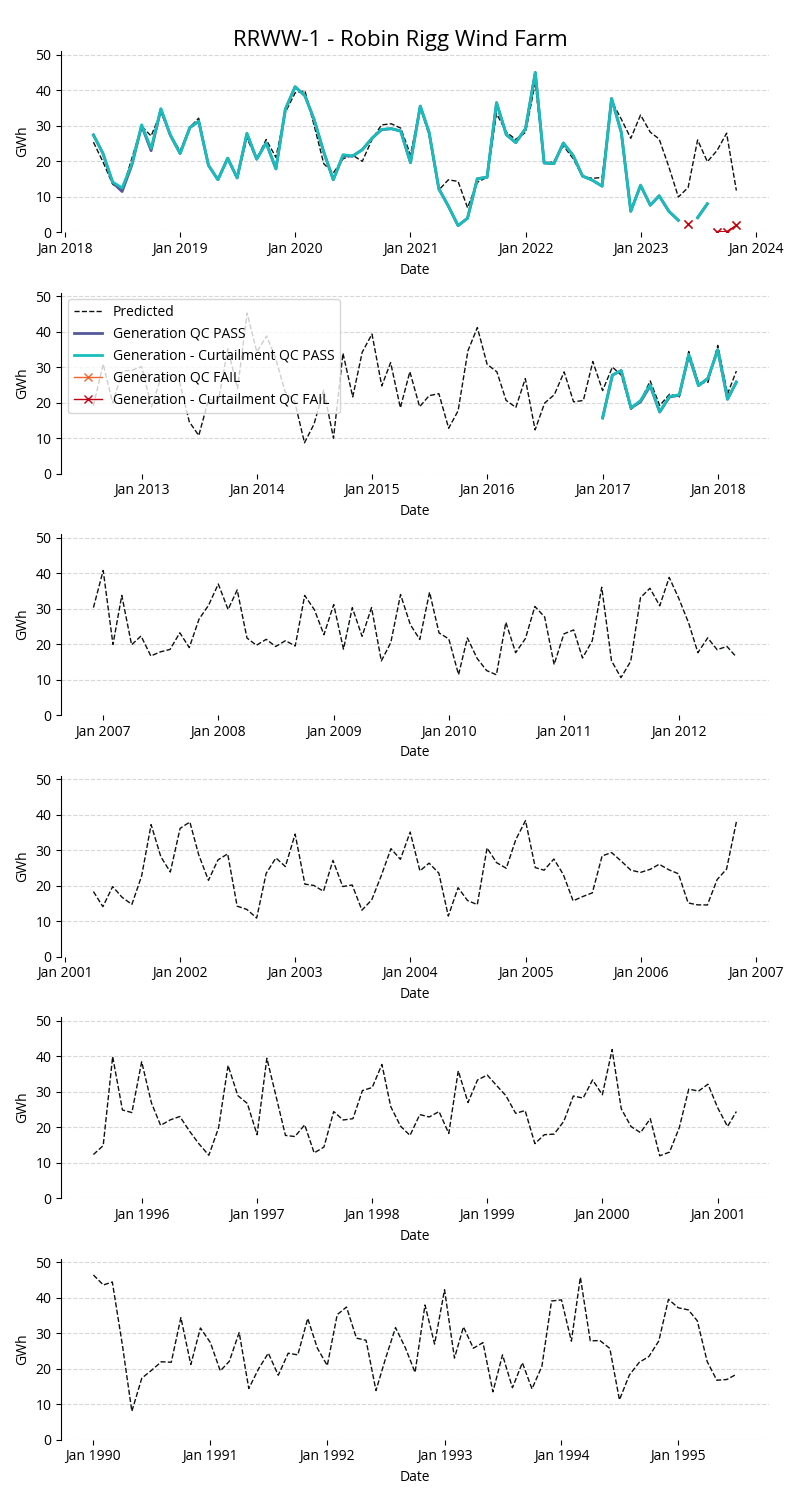 RRWW-1 - Robin Rigg Wind Farm
50
40
30
20
10
0
GWh
Jan 2018 Jan 2019 Jan 2020 Jan 2021 Jan 2022 Jan 2023 Jan 2024
Date
50
40
30
20
10
0
GWh
Predicted
Generation QC PASS
Generation - Curtailment QC PASS
Generation QC FAIL
Generation - Curtailment QC FAIL
Jan 2013 Jan 2014 Jan 2015 Jan 2016 Jan 2017 Jan 2018
Date
50
40
30
20
10
0
GWh
Jan 2007 Jan 2008 Jan 2009 Jan 2010 Jan 2011 Jan 2012
Date
50
40
30
20
10
0
GWh
Jan 2001 Jan 2002 Jan 2003 Jan 2004 Jan 2005 Jan 2006 Jan 2007
Date
50
40
30
20
10
0
GWh
Jan 1996 Jan 1997 Jan 1998 Jan 1999 Jan 2000 Jan 2001
Date
50
40
30
20
10
0
GWh
Jan 1990 Jan 1991 Jan 1992 Jan 1993 Jan 1994 Jan 1995
Date